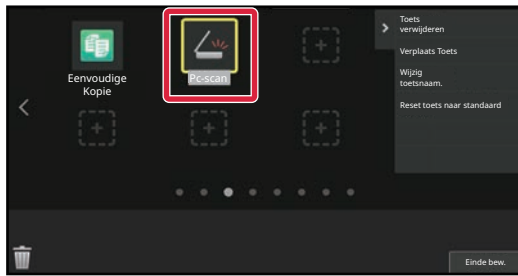 Eenvoudige
Kopie
Pc-scan
Toets
verwijderen
Verplaats Toets
Wijzig
toetsnaam.
Reset toets naar standaard
Einde bew.